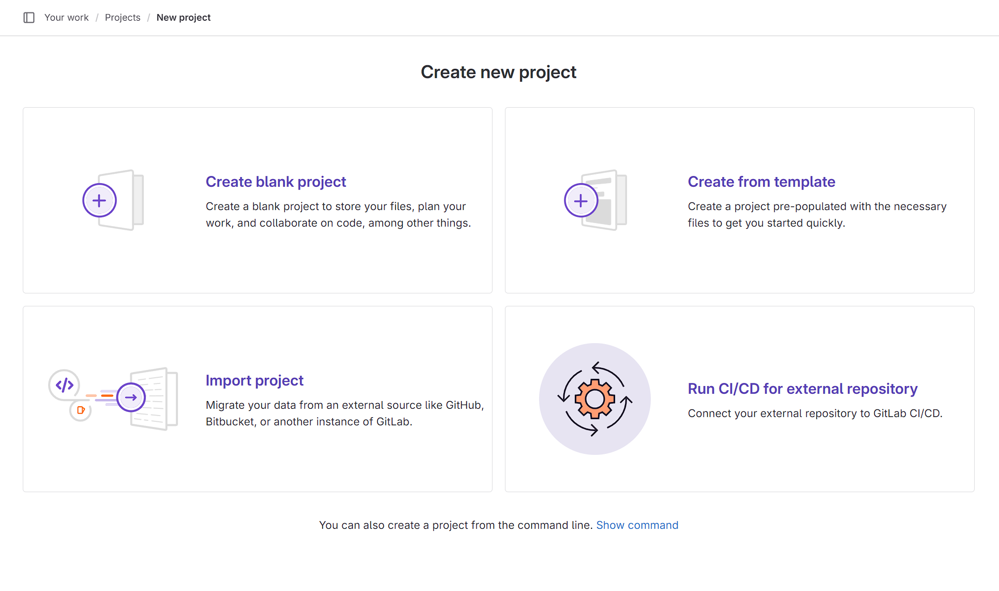 Your work / Projects / New project
Create new project
Create blank project
Create a blank project to store your files, plan your
work, and collaborate on code, among other things.
Create from template
Create a project pre-populated with the necessary
files to get you started quickly.
Import project
Migrate your data from an external source like GitHub,
Bitbucket, or another instance of GitLab.
Run CI/CD for external repository
Connect your external repository to GitLab CI/CD.
You can also create a project from the command line. Show command